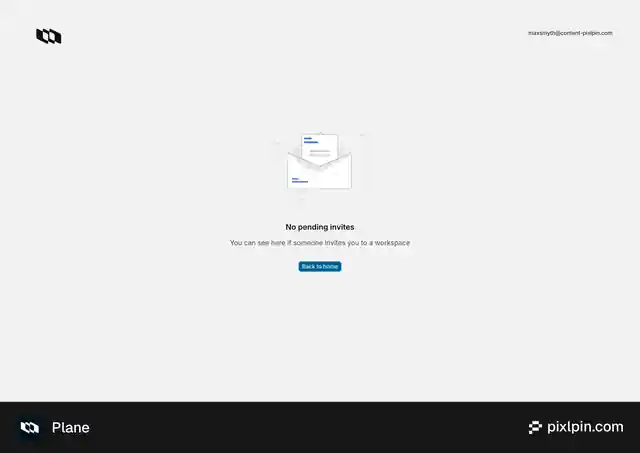 maxsmyth@content-pixlpin.com
No pending invites
You can see here if someone invites you to a workspace
Back to home
Plane
pixlpin.com